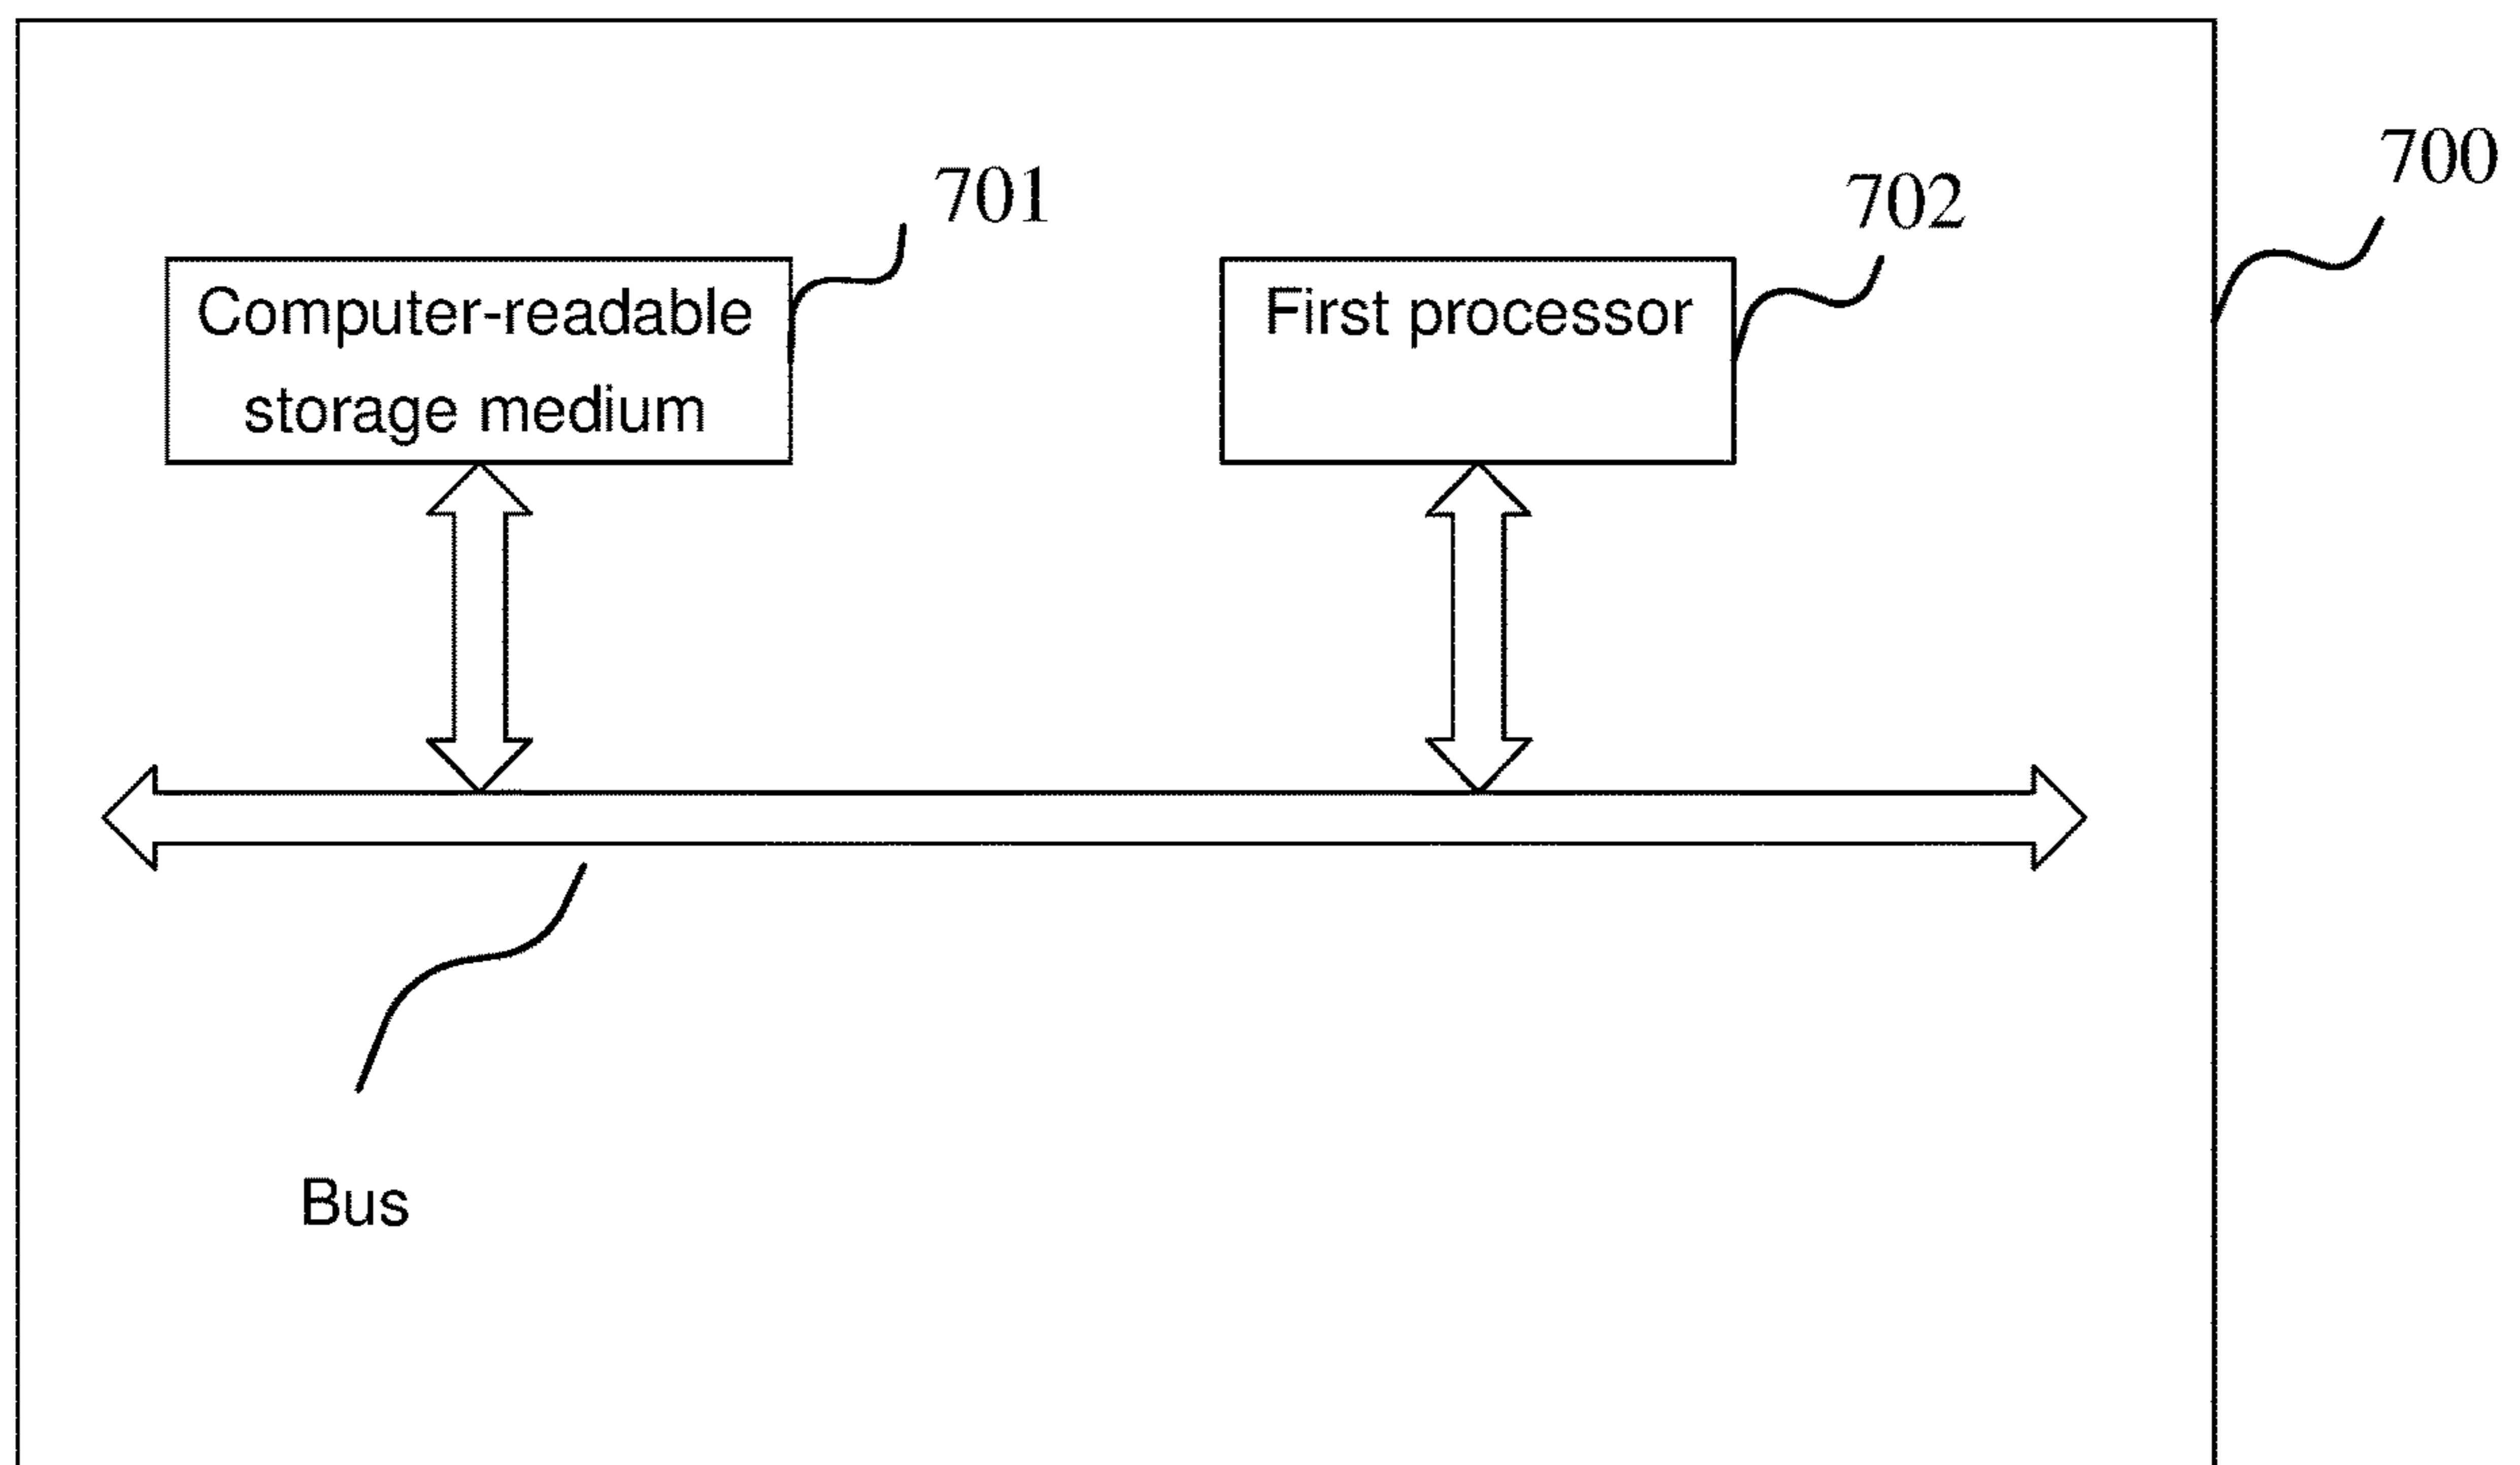 700
701
702
Computer-readable
storage medium
First processor
Bus